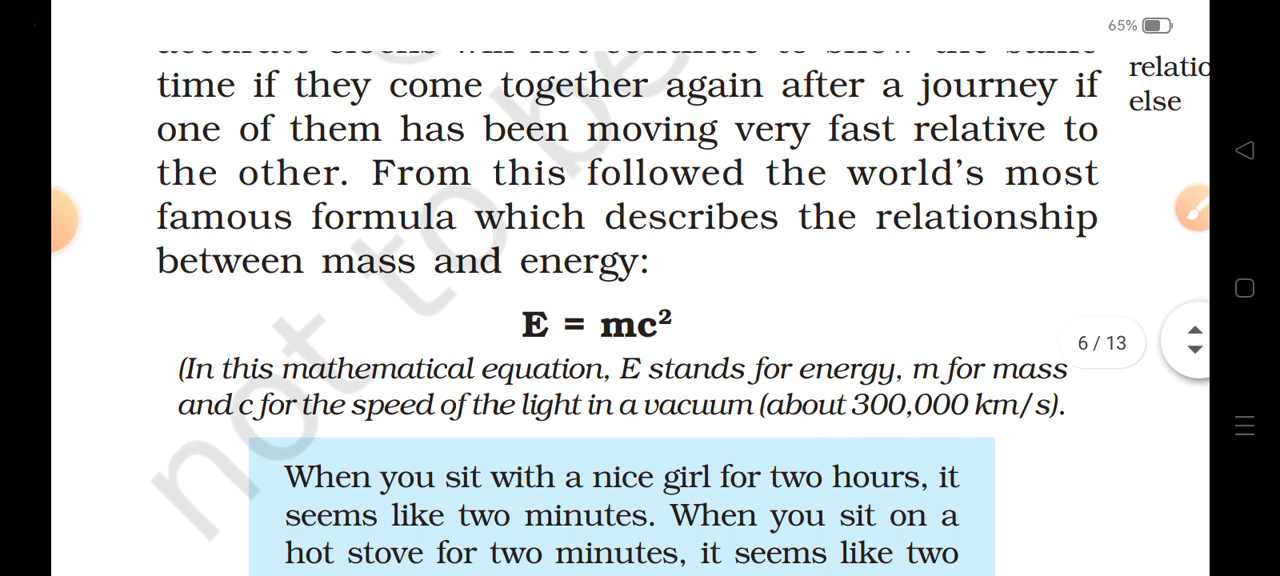 65%
time if they come together again after a journey if
one of them has been moving very fast relative to
the other. From this followed the world's most
famous formula which describes the relationship
between mass and energy:
E = mc²
(In this mathematical equation, E stands for energy, m for mass
and c for the speed of the light in a vacuum (about 300,000 km/s).
When you sit with a nice girl for two hours, it
seems like two minutes. When you sit on a
hot stove for two minutes, it seems like two
else
6 / 13
not to be